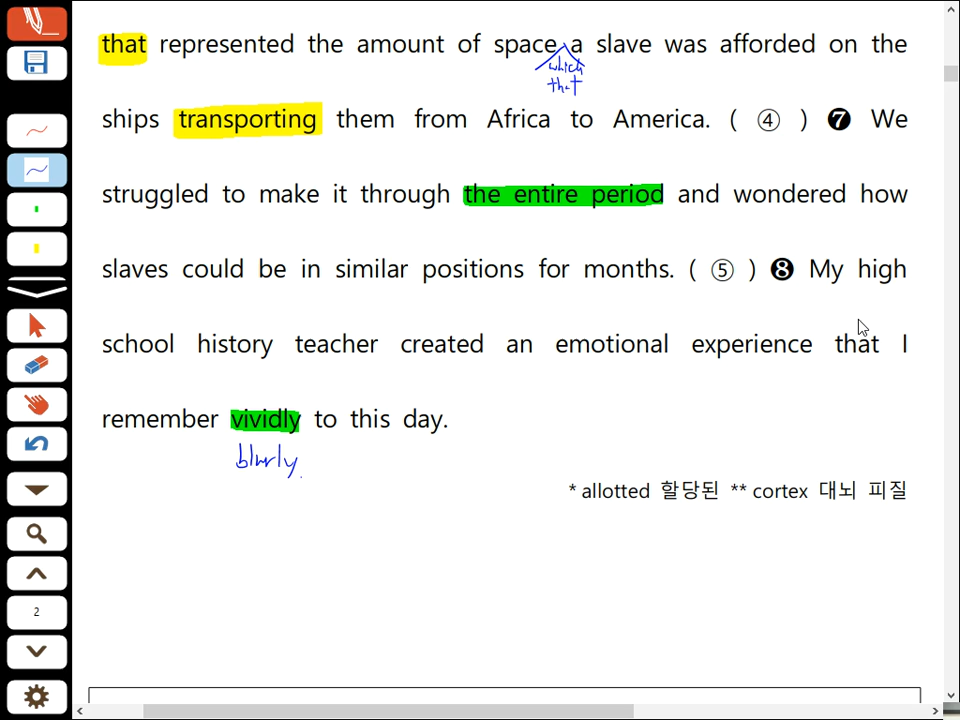 that represented the amount of space a slave was afforded on the
which
that
ships transporting them from Africa to America. ( ④ ) ❼ We
struggled to make it through the entire period and wondered how
slaves could be in similar positions for months. ( ⑤ ) ❽ My high
school history teacher created an emotional experience that I
remember vividly to this day.
blurly.
* allotted 할당된 ** cortex 대뇌 피질
2